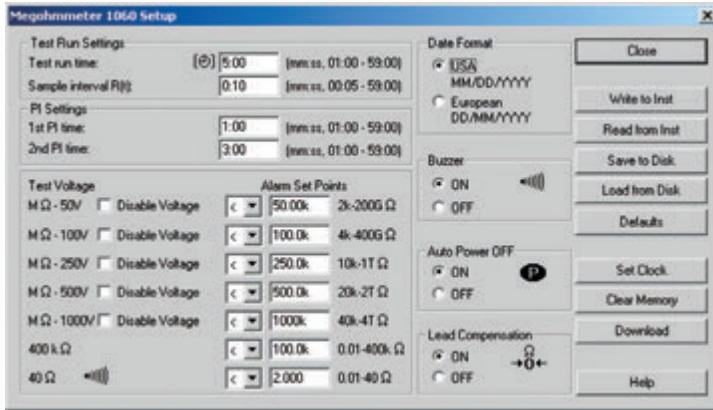 Megohmmeter 1060 Setup
Test Run Settings
Test run time: 5:00 (mm:ss, 01:00 - 59:00)
Sample interval R(t): 0:10 (mm:ss, 00:05 - 59:00)
PI Settings
1st PI time: 1:00 (mm:ss, 01:00 - 59:00)
2nd PI time: 3:00 (mm:ss, 01:00 - 59:00)
Test Voltage Alarm Set Points
MΩ - 50V Disable Voltage < 50.00k 2k-200G Ω
MΩ - 100V Disable Voltage < 100.0k 4k-400G Ω
MΩ - 250V Disable Voltage < 250.0k 10k-1T Ω
MΩ - 500V Disable Voltage < 500.0k 20k-2T Ω
MΩ - 1000V Disable Voltage < 1000k 40k-4T Ω
400 kΩ < 100.0k 0.01-400k Ω
40 Ω < 2.000 0.01-40 Ω
Date Format
USA
MM/DD/YYYY
European
DD/MM/YYYY
Buzzer
ON
OFF
Auto Power OFF
ON P
OFF
Lead Compensation
ON Ω
→0←
OFF
Close
Write to Inst
Read from Inst
Save to Disk
Load from Disk
Defaults
Set Clock
Clear Memory
Download
Help